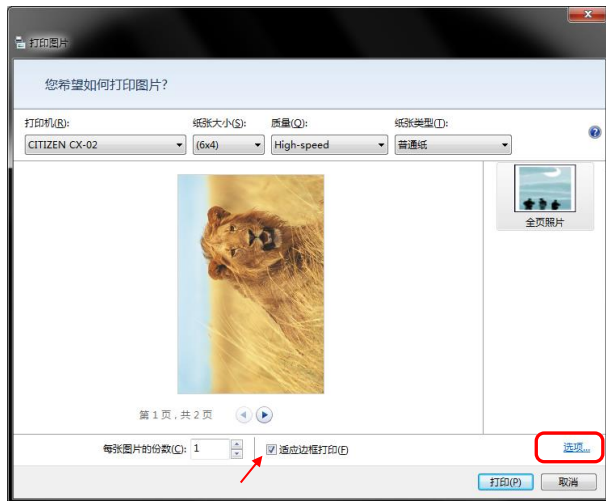 打印图片
您希望如何打印图片?
打印机(R): 纸张大小(S): 质量(Q): 纸张类型(T):
CITIZEN CX-02 (6x4) High-speed 普通纸
全页照片
第 1 页,共 2 页
每张图片的份数(C): 1 适应边框打印(F) 选项...
打印(P) 取消